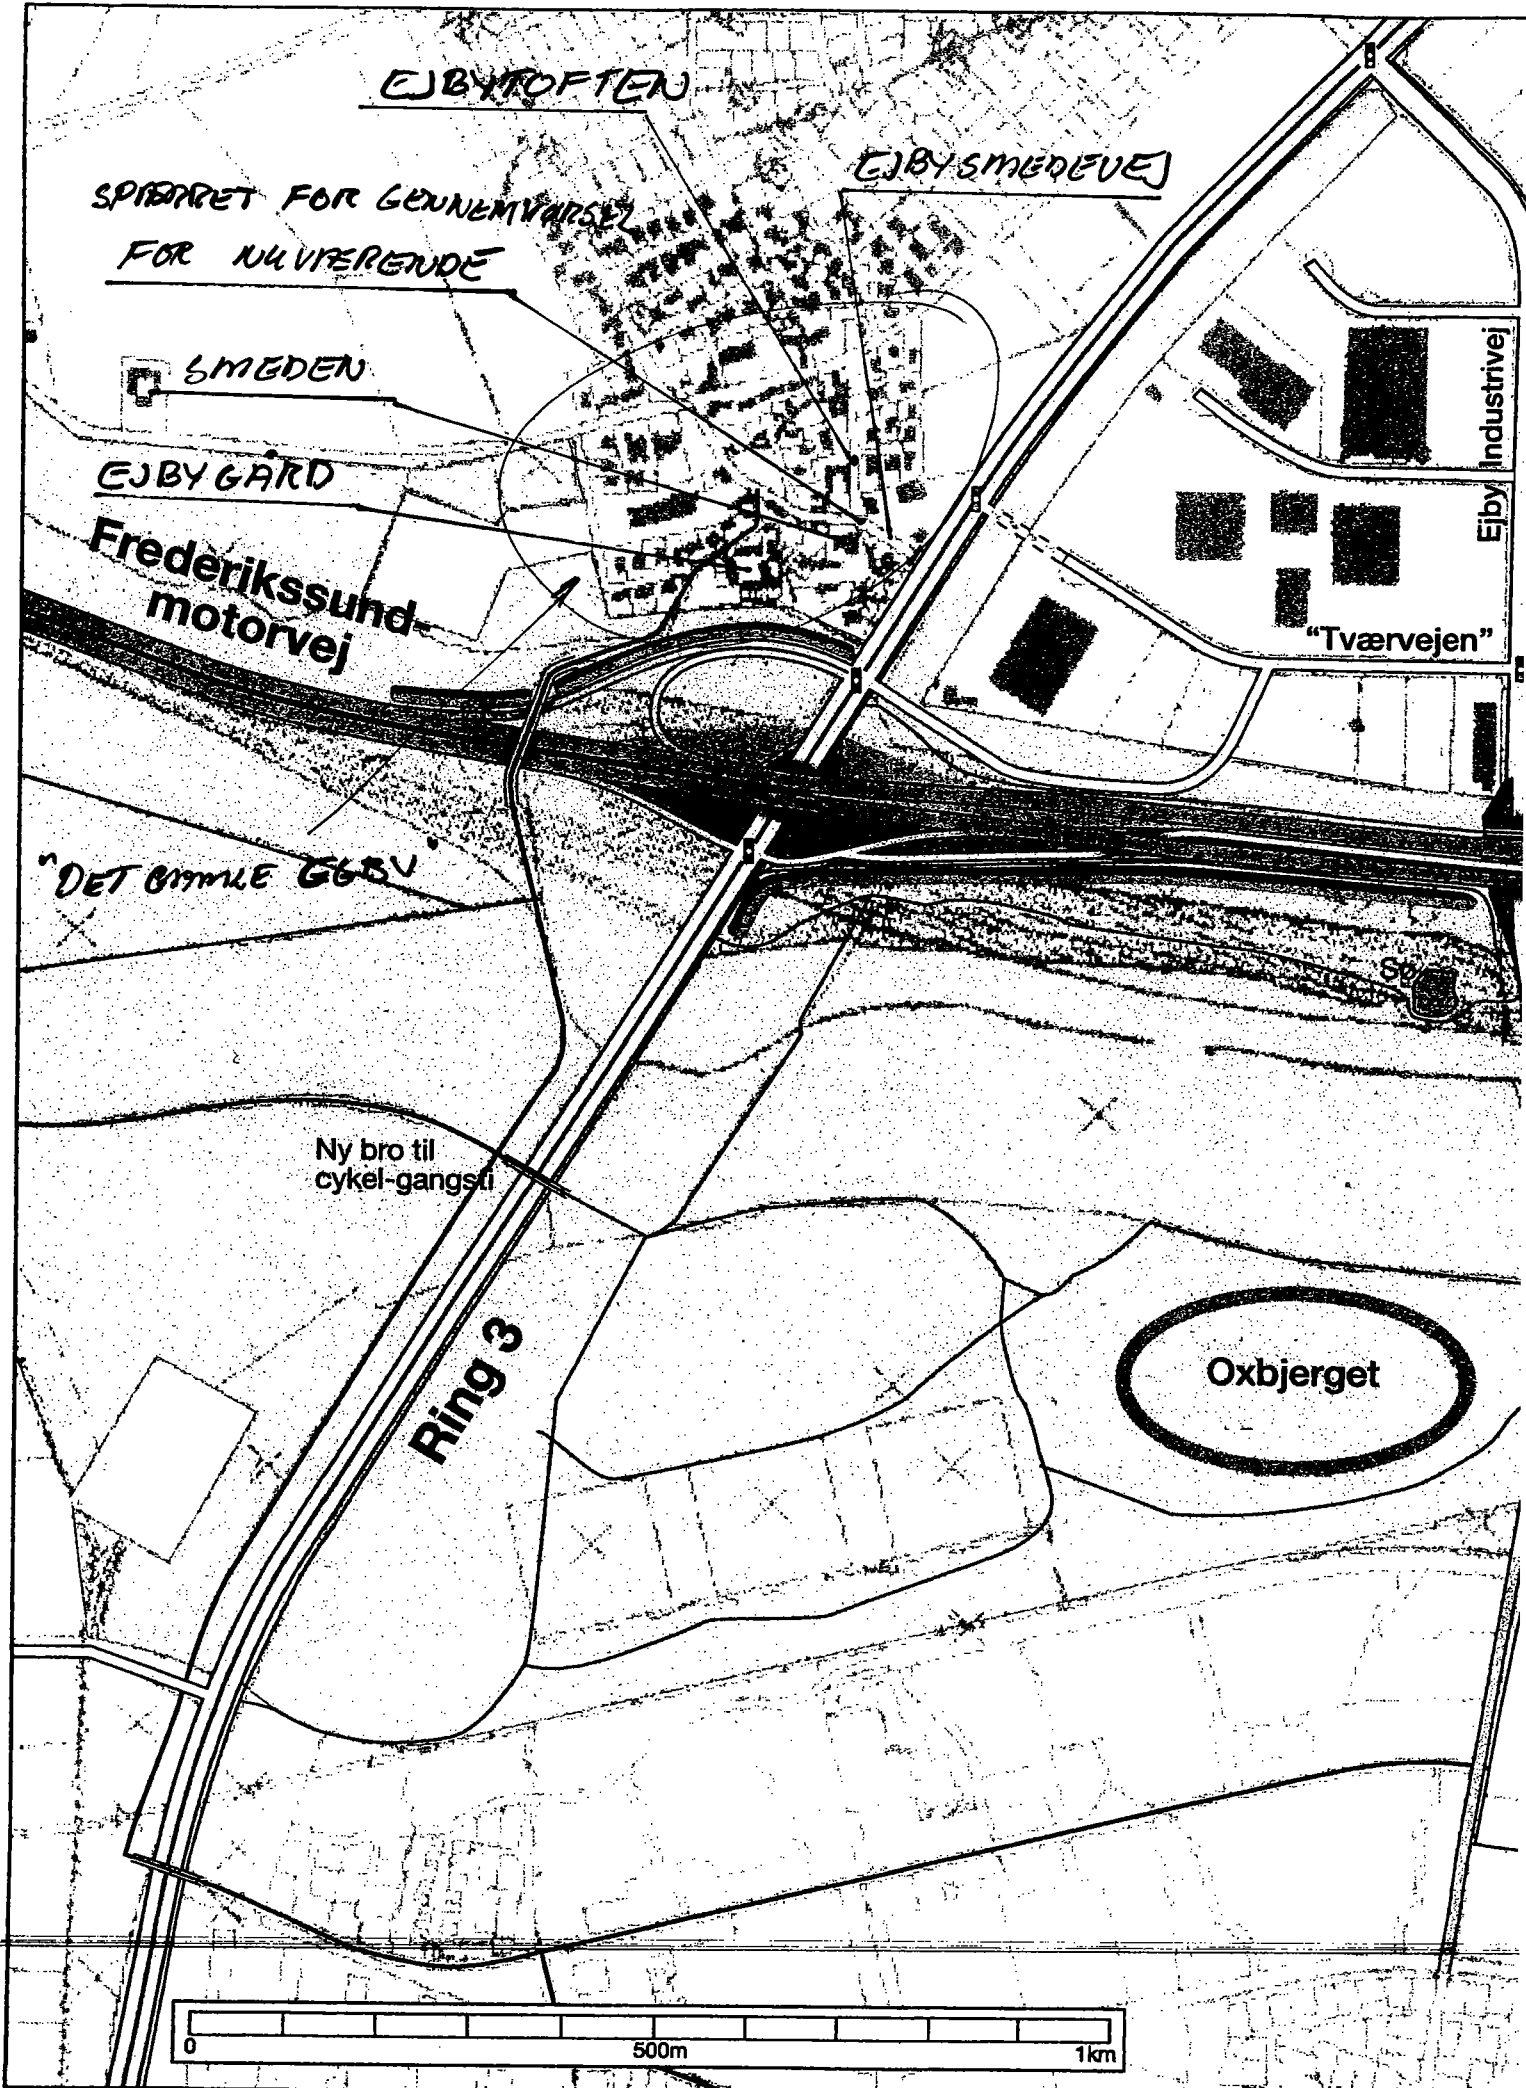 EJBYTOFTEN
EJBYSMEDEVEJ
SPÆRRET FOR GENNEMKØRSEL
FOR NUVÆRENDE
SMEDEN
EJBYGÅRD
Frederikssund-
motorvej
Ejby Industrivej
"Tværvejen"
"DET GAMLE EJBY"
Sø
Ny bro til
cykel-gangsti
Ring 3
Oxbjerget
0 500m 1km